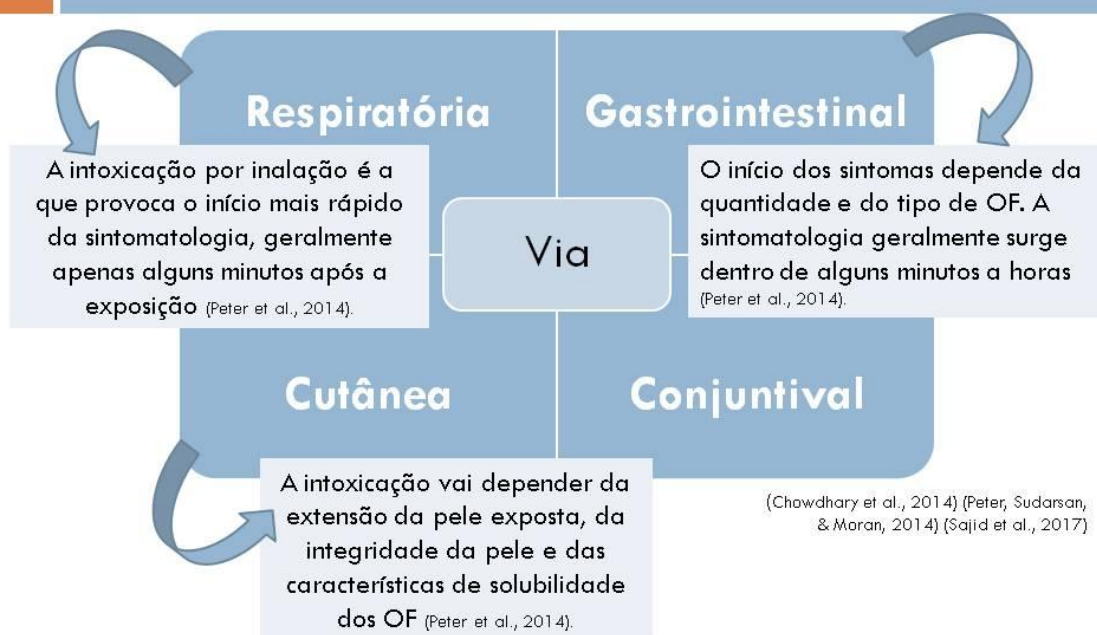 Respiratória
A intoxicação por inalação é a
que provoca o início mais rápido
da sintomatologia, geralmente
apenas alguns minutos após a
exposição (Peter et al., 2014).
Gastrointestinal
O início dos sintomas depende da
quantidade e do tipo de OF. A
sintomatologia geralmente surge
dentro de alguns minutos a horas
(Peter et al., 2014).
Via
Cutânea
A intoxicação vai depender da
extensão da pele exposta, da
integridade da pele e das
características de solubilidade
dos OF (Peter et al., 2014).
Conjuntival
(Chowdhary et al., 2014) (Peter, Sudarsan,
& Moran, 2014) (Sajid et al., 2017)